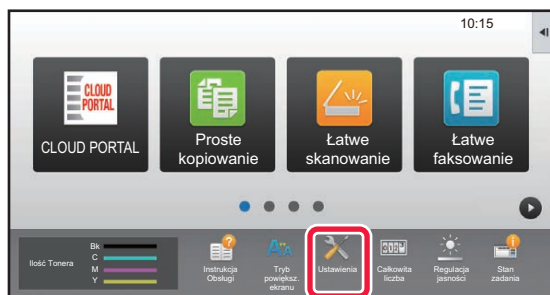 10:15
CLOUD
PORTAL
CLOUD PORTAL
Proste
kopiowanie
Łatwe
skanowanie
Łatwe
faksowanie
Ilość Tonera
Bk
C
M
Y
Instrukcja
Obsługi
Tryb
powiększ.
ekranu
Ustawienia
Całkowita
liczba
Regulacja
jasności
Stan
zadania